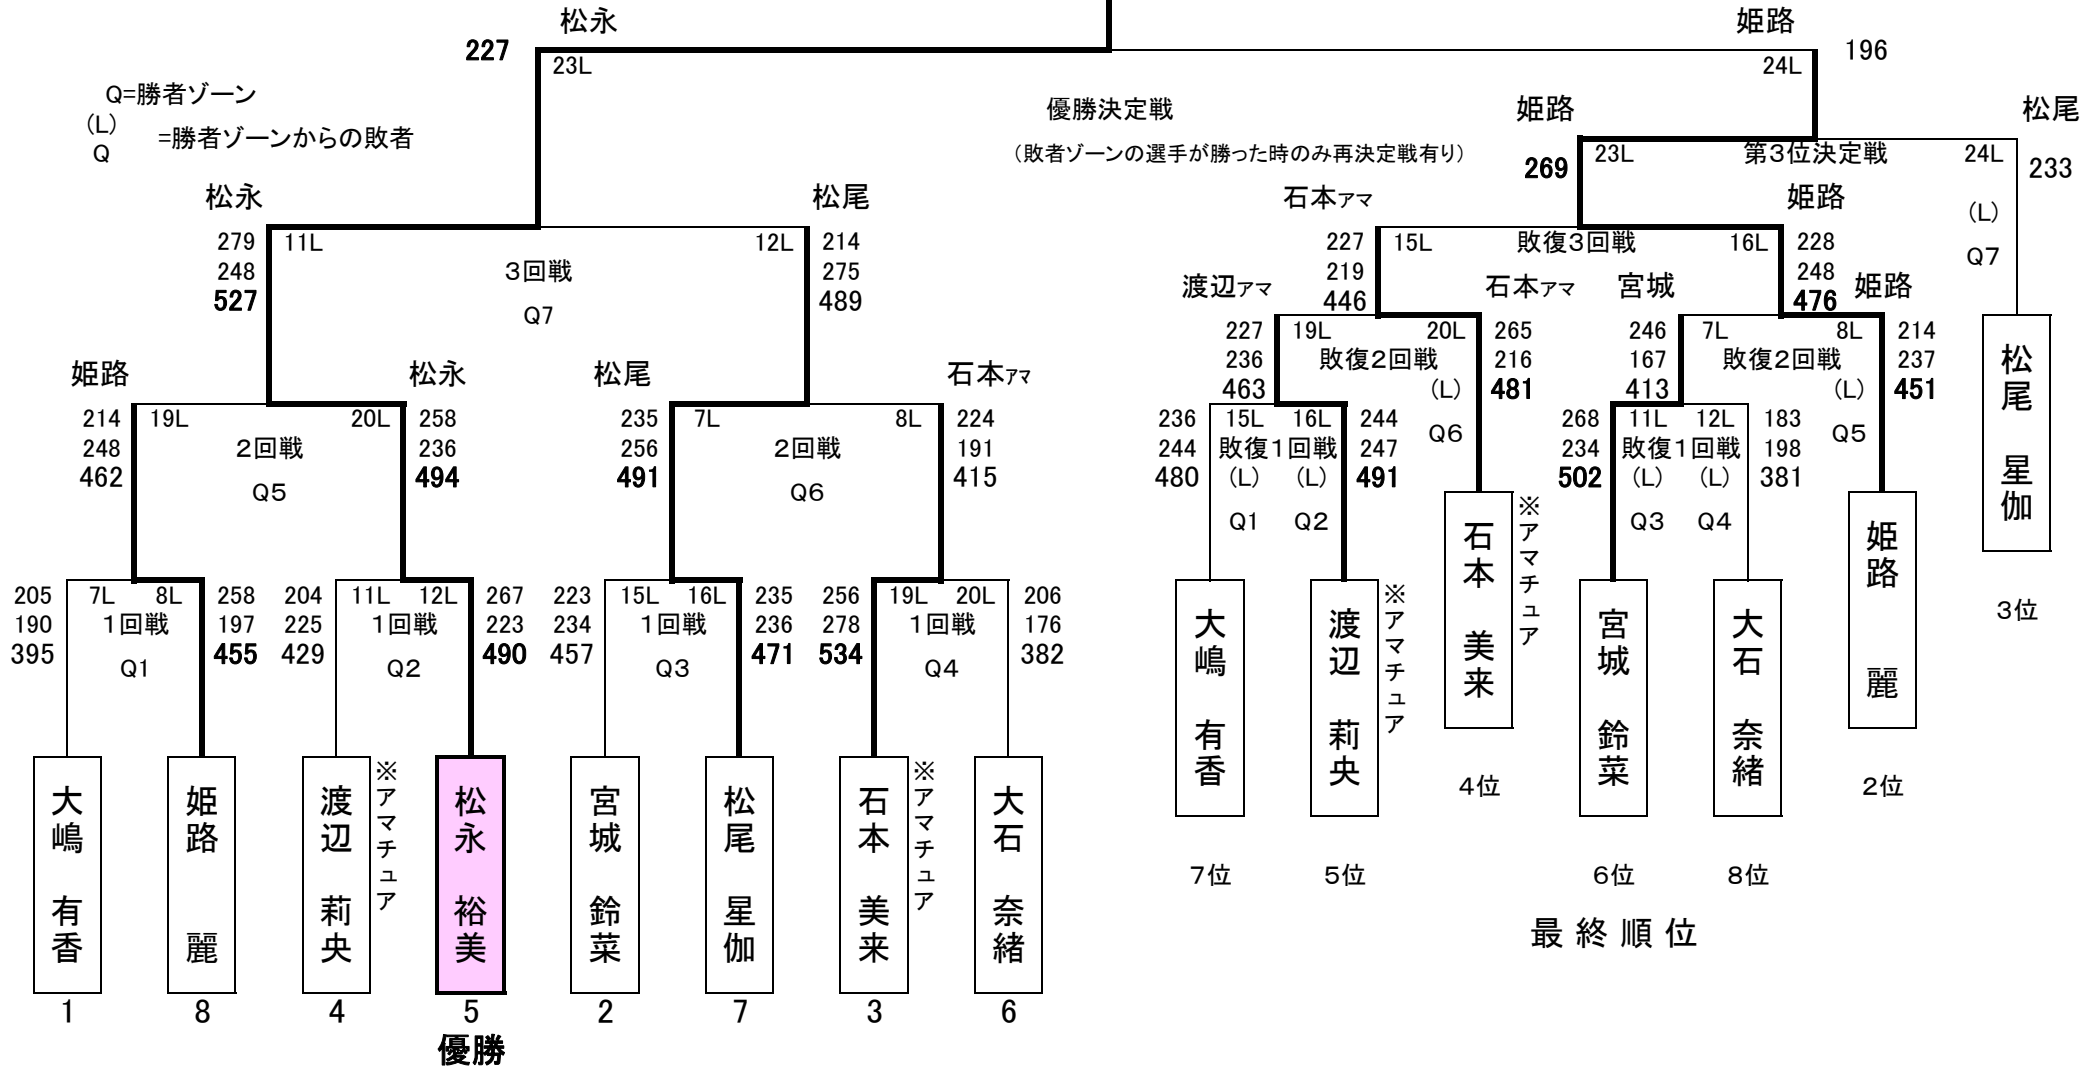 松永
姫路
227
23L
24L
196
Q=勝者ゾーン
(L)
Q
=勝者ゾーンからの敗者
優勝決定戦
（敗者ゾーンの選手が勝った時のみ再決定戦有り）
姫路
松尾
269
23L
第3位決定戦
24L
233
(L)
Q7
松永
松尾
279
248
527
11L
12L
214
275
489
3回戦
Q7
石本アマ
姫路
227
219
446
15L
敗復3回戦
16L
228
248
476
姫路
松永
松尾
石本アマ
214
248
462
19L
20L
258
236
494
2回戦
Q5
235
256
491
7L
8L
224
191
415
2回戦
Q6
渡辺アマ
石本アマ
宮城
姫路
227
236
463
19L
20L
265
216
481
敗復2回戦
(L)
Q6
246
167
413
7L
8L
214
237
451
敗復2回戦
(L)
Q5
236
244
480
15L
16L
244
247
491
敗復1回戦
(L)
(L)
Q1
Q2
268
234
502
11L
12L
183
198
381
敗復1回戦
(L)
(L)
Q3
Q4
205
190
395
7L
8L
258
197
455
1回戦
Q1
204
225
429
11L
12L
267
223
490
1回戦
Q2
223
234
457
15L
16L
235
236
471
1回戦
Q3
256
278
534
19L
20L
206
176
382
1回戦
Q4
大嶋 有香
姫路 麗
渡辺 莉央
※アマチュア
松永 裕美
宮城 鈴菜
松尾 星伽
石本 美来
※アマチュア
大石 奈緒
1
8
4
5
2
7
3
6
優勝
大嶋 有香
渡辺 莉央
※アマチュア
石本 美来
※アマチュア
宮城 鈴菜
大石 奈緒
姫路 麗
松尾 星伽
7位
5位
4位
6位
8位
2位
3位
最終順位